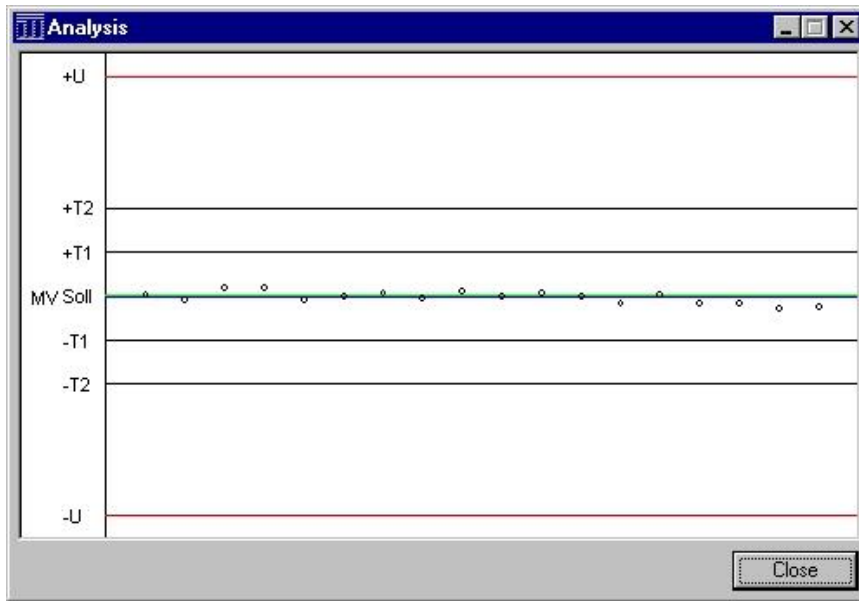 Analysis
+U
+T2
+T1
MV Soll
-T1
-T2
-U
Close